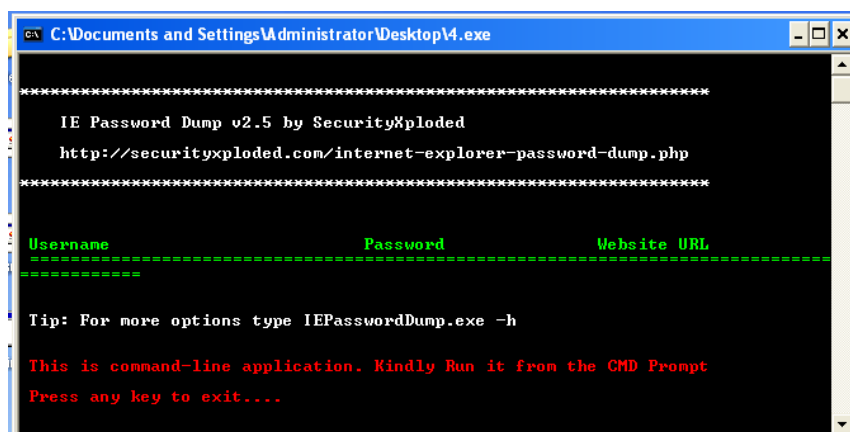 C:\Documents and Settings\Administrator\Desktop\4.exe
*********************************************************************
IE Password Dump v2.5 by SecurityXploded
http://securityxploded.com/internet-explorer-password-dump.php
*********************************************************************
Username Password Website URL
================================================================================
============
Tip: For more options type IEPasswordDump.exe -h
This is command-line application. Kindly Run it from the CMD Prompt
Press any key to exit....